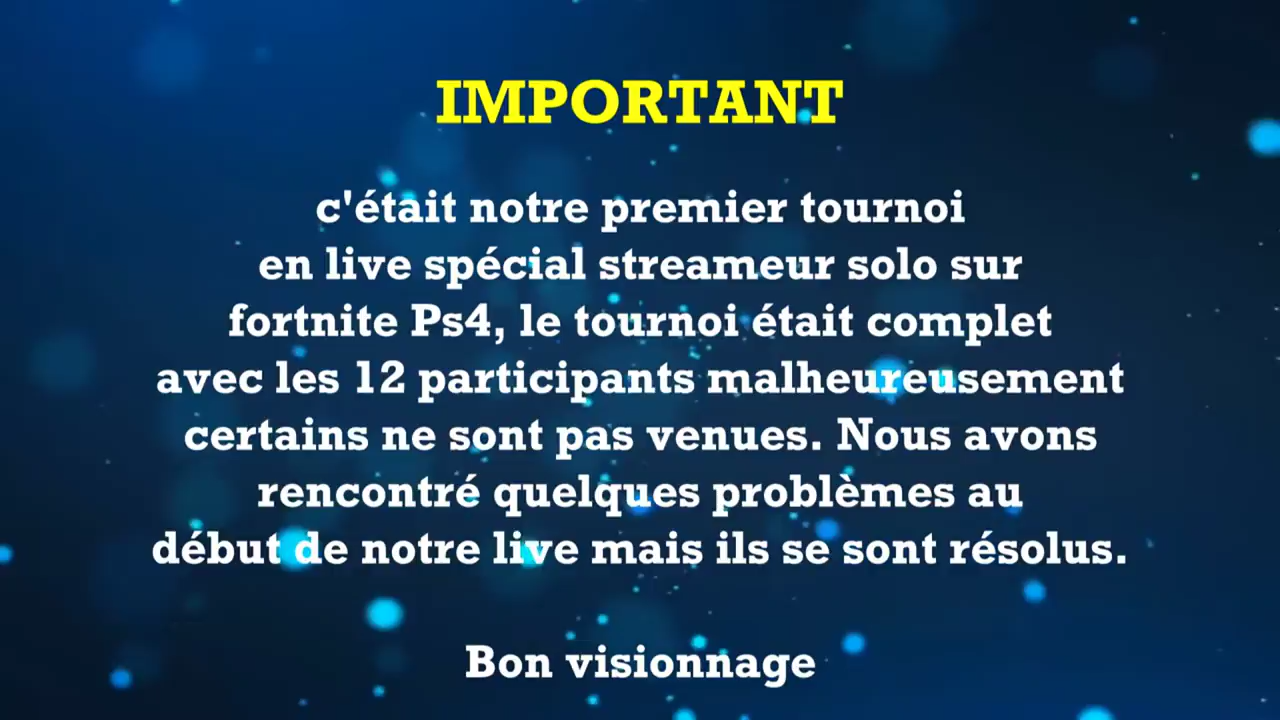 IMPORTANT
c'était notre premier tournoi
en live spécial streameur solo sur
fortnite Ps4, le tournoi était complet
avec les 12 participants malheureusement
certains ne sont pas venues. Nous avons
rencontré quelques problèmes au
début de notre live mais ils se sont résolus.
Bon visionnage